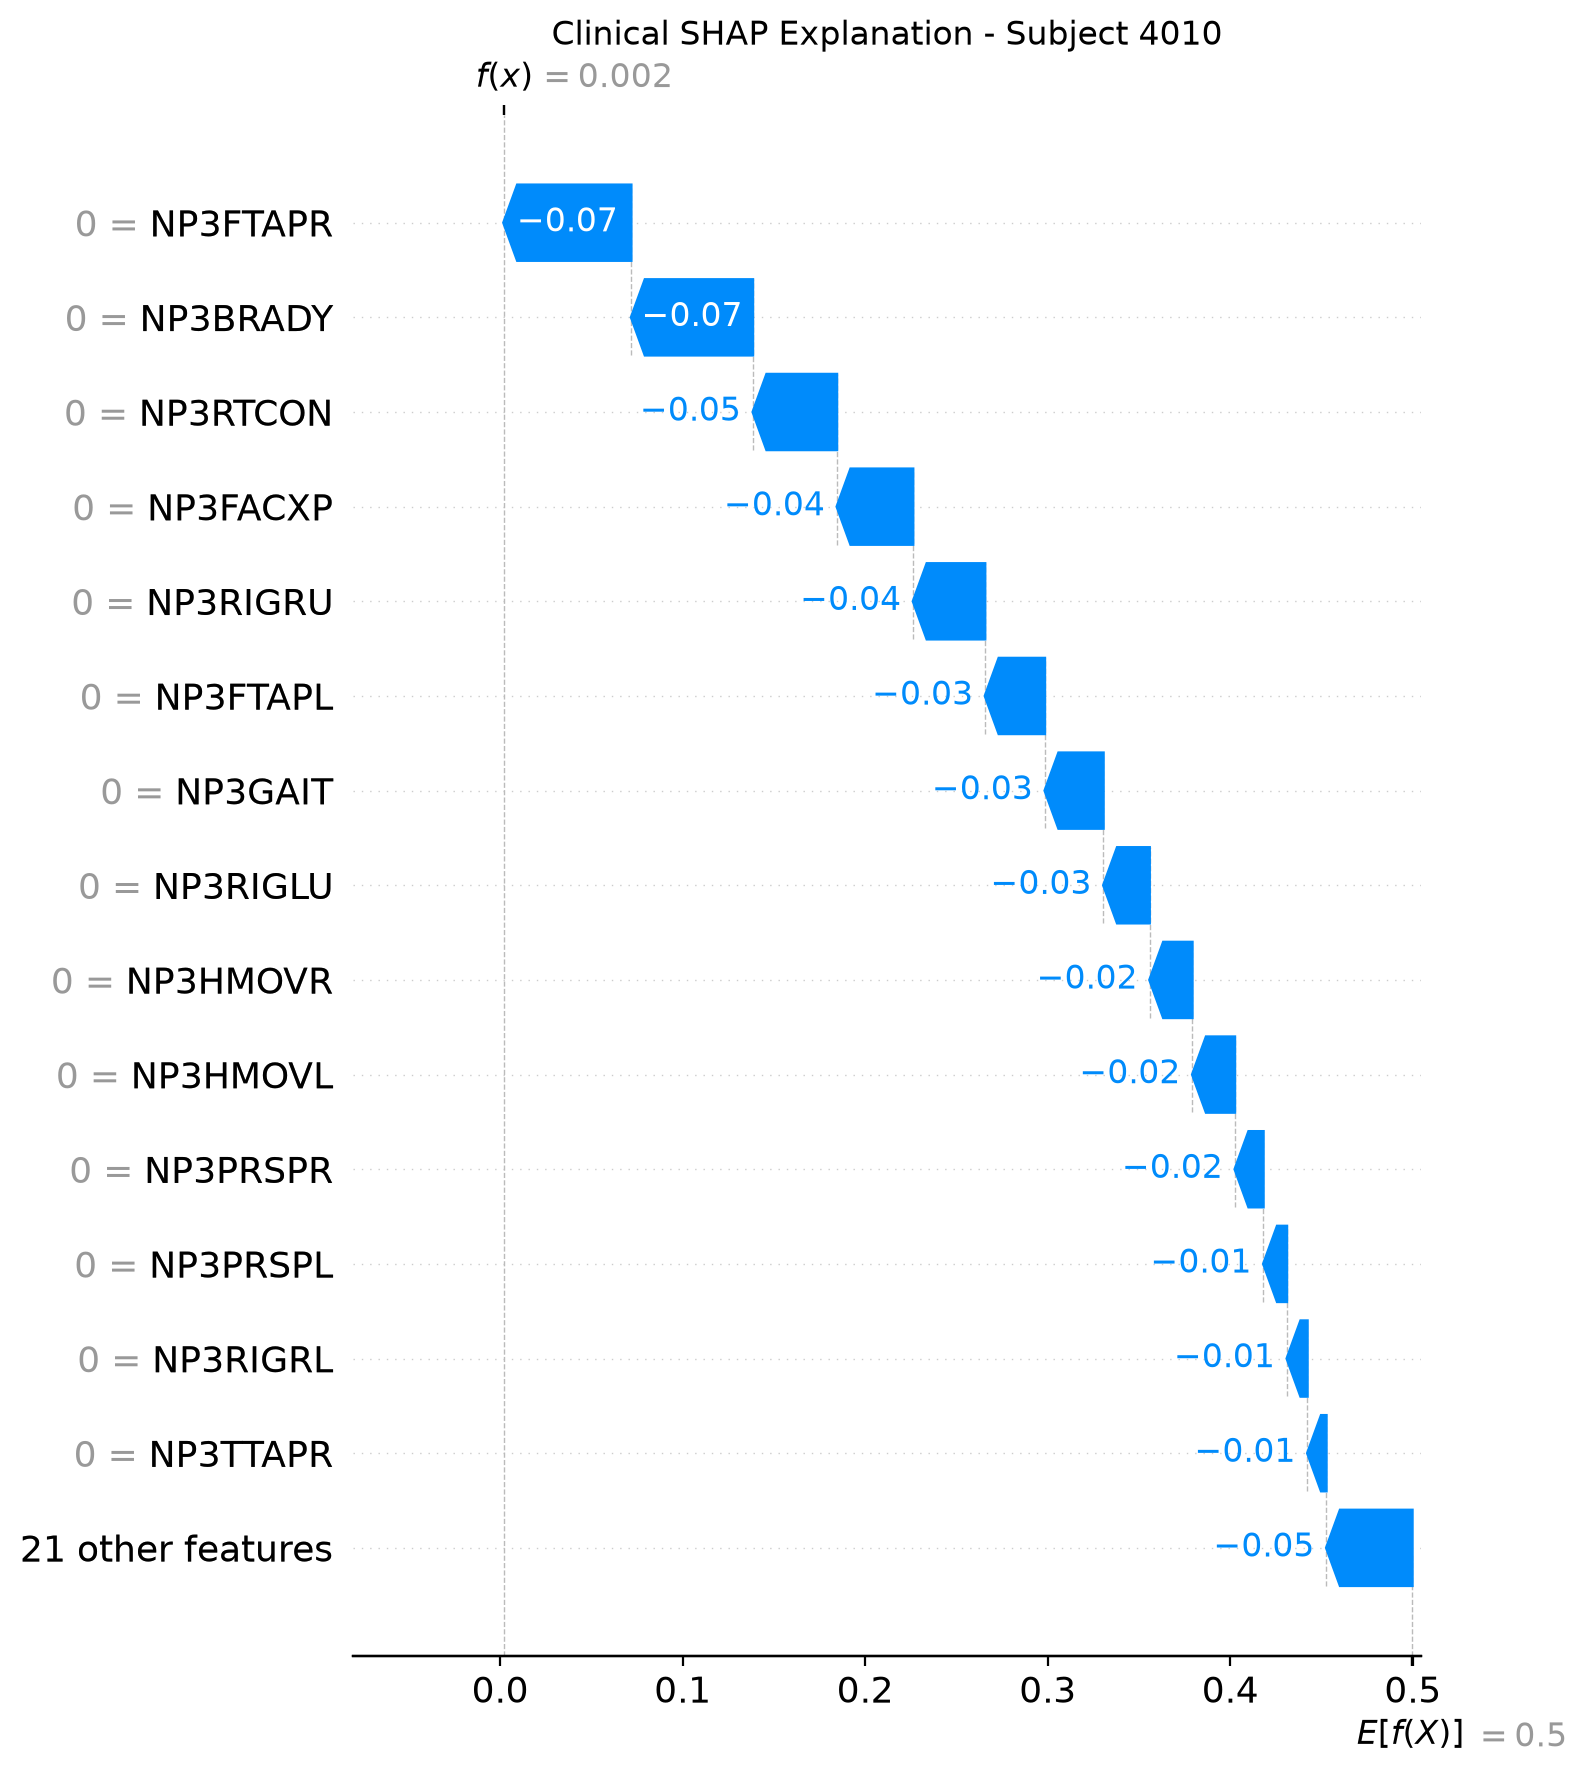 Clinical SHAP Explanation - Subject 4010
f(x) = 0.002
0 = NP3FTAPR −0.07
0 = NP3BRADY −0.07
0 = NP3RTCON −0.05
0 = NP3FACXP −0.04
0 = NP3RIGRU −0.04
0 = NP3FTAPL −0.03
0 = NP3GAIT −0.03
0 = NP3RIGLU −0.03
0 = NP3HMOVR −0.02
0 = NP3HMOVL −0.02
0 = NP3PRSPR −0.02
0 = NP3PRSPL −0.01
0 = NP3RIGRL −0.01
0 = NP3TTAPR −0.01
21 other features −0.05
0.0 0.1 0.2 0.3 0.4 0.5
E[f(X)] = 0.5